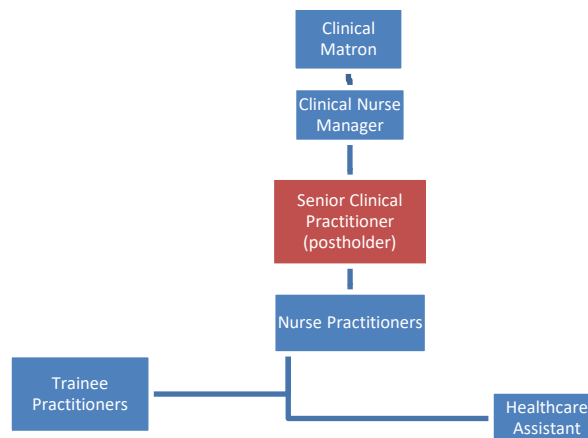 Clinical
Matron
Clinical Nurse
Manager
Senior Clinical
Practitioner
(postholder)
Nurse Practitioners
Trainee
Practitioners
Healthcare
Assistant